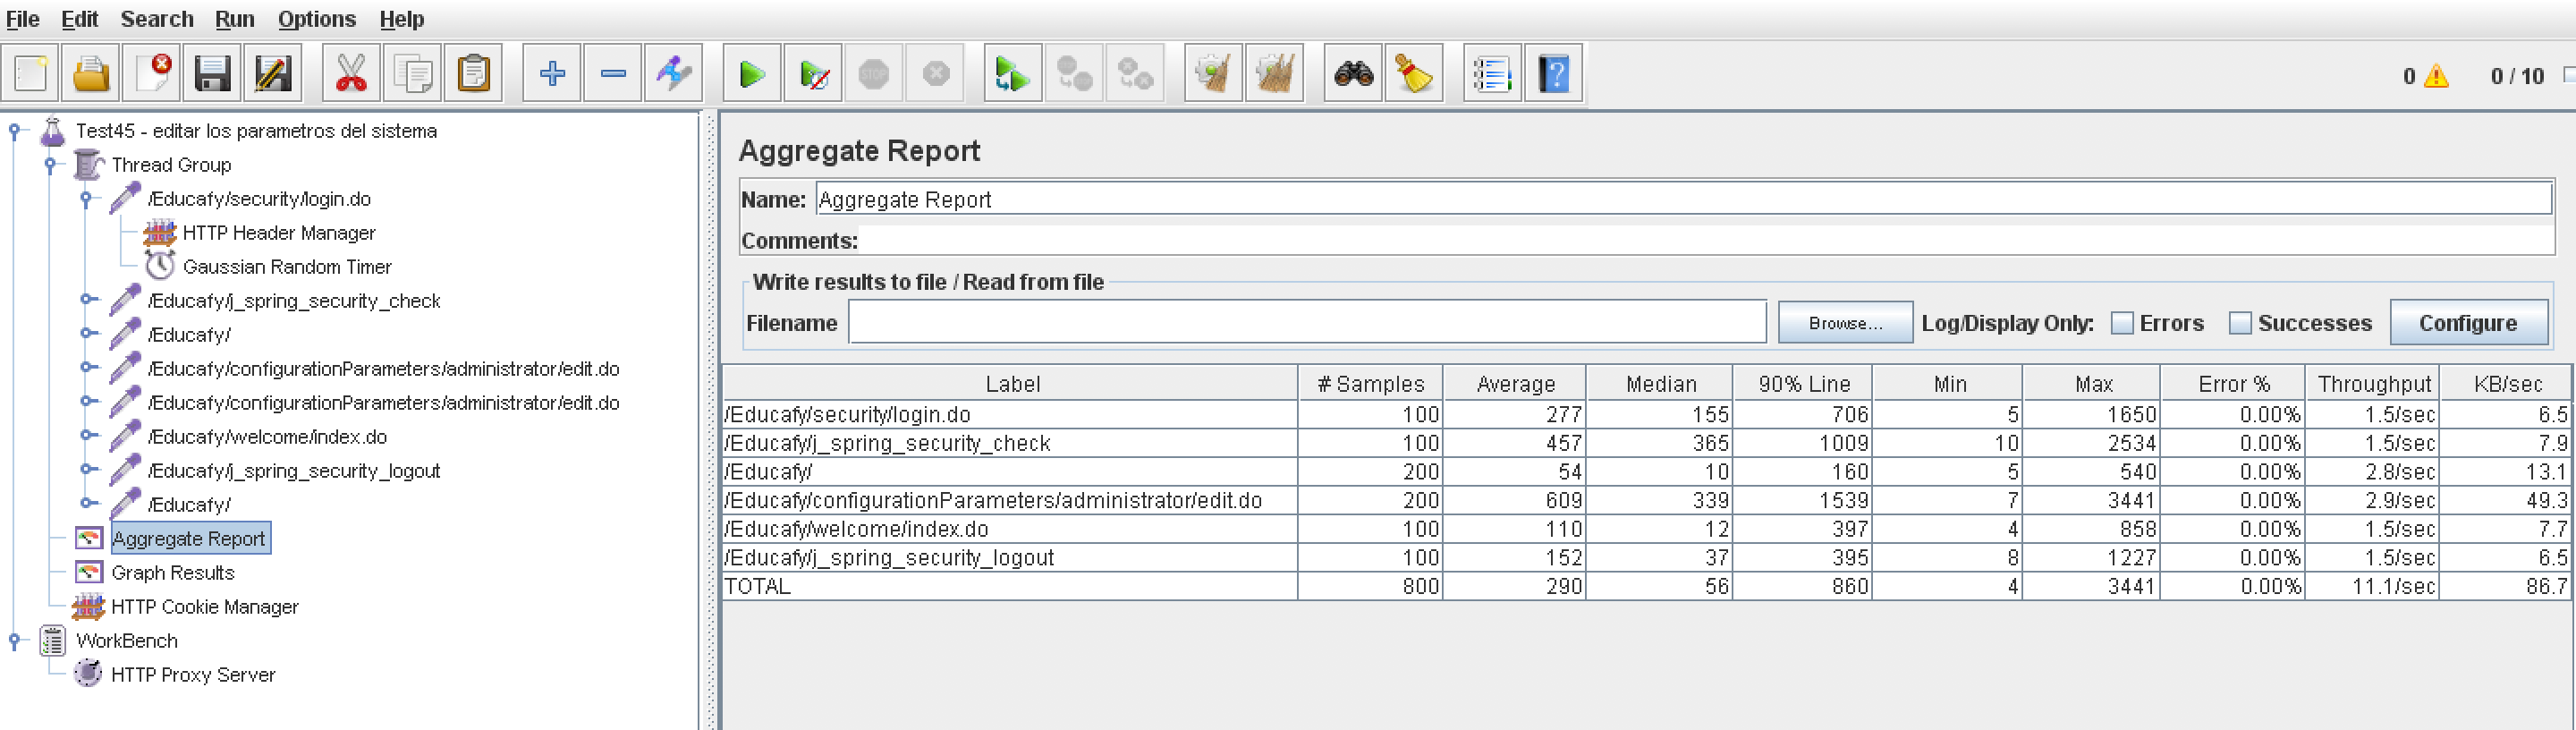 File Edit Search Run Options Help
STOP
0 0 / 10
Test45 - editar los parametros del sistema
Thread Group
/Educafy/security/login.do
HTTP Header Manager
Gaussian Random Timer
/Educafy/j_spring_security_check
/Educafy/
/Educafy/configurationParameters/administrator/edit.do
/Educafy/configurationParameters/administrator/edit.do
/Educafy/welcome/index.do
/Educafy/j_spring_security_logout
/Educafy/
Aggregate Report
Graph Results
HTTP Cookie Manager
WorkBench
HTTP Proxy Server
Aggregate Report
Name: Aggregate Report
Comments:
Write results to file / Read from file
Filename Browse... Log/Display Only: Errors Successes Configure
Label # Samples Average Median 90% Line Min Max Error % Throughput KB/sec
/Educafy/security/login.do 100 277 155 706 5 1650 0.00% 1.5/sec 6.5
/Educafy/j_spring_security_check 100 457 365 1009 10 2534 0.00% 1.5/sec 7.9
/Educafy/ 200 54 10 160 5 540 0.00% 2.8/sec 13.1
/Educafy/configurationParameters/administrator/edit.do 200 609 339 1539 7 3441 0.00% 2.9/sec 49.3
/Educafy/welcome/index.do 100 110 12 397 4 858 0.00% 1.5/sec 7.7
/Educafy/j_spring_security_logout 100 152 37 395 8 1227 0.00% 1.5/sec 6.5
TOTAL 800 290 56 860 4 3441 0.00% 11.1/sec 86.7